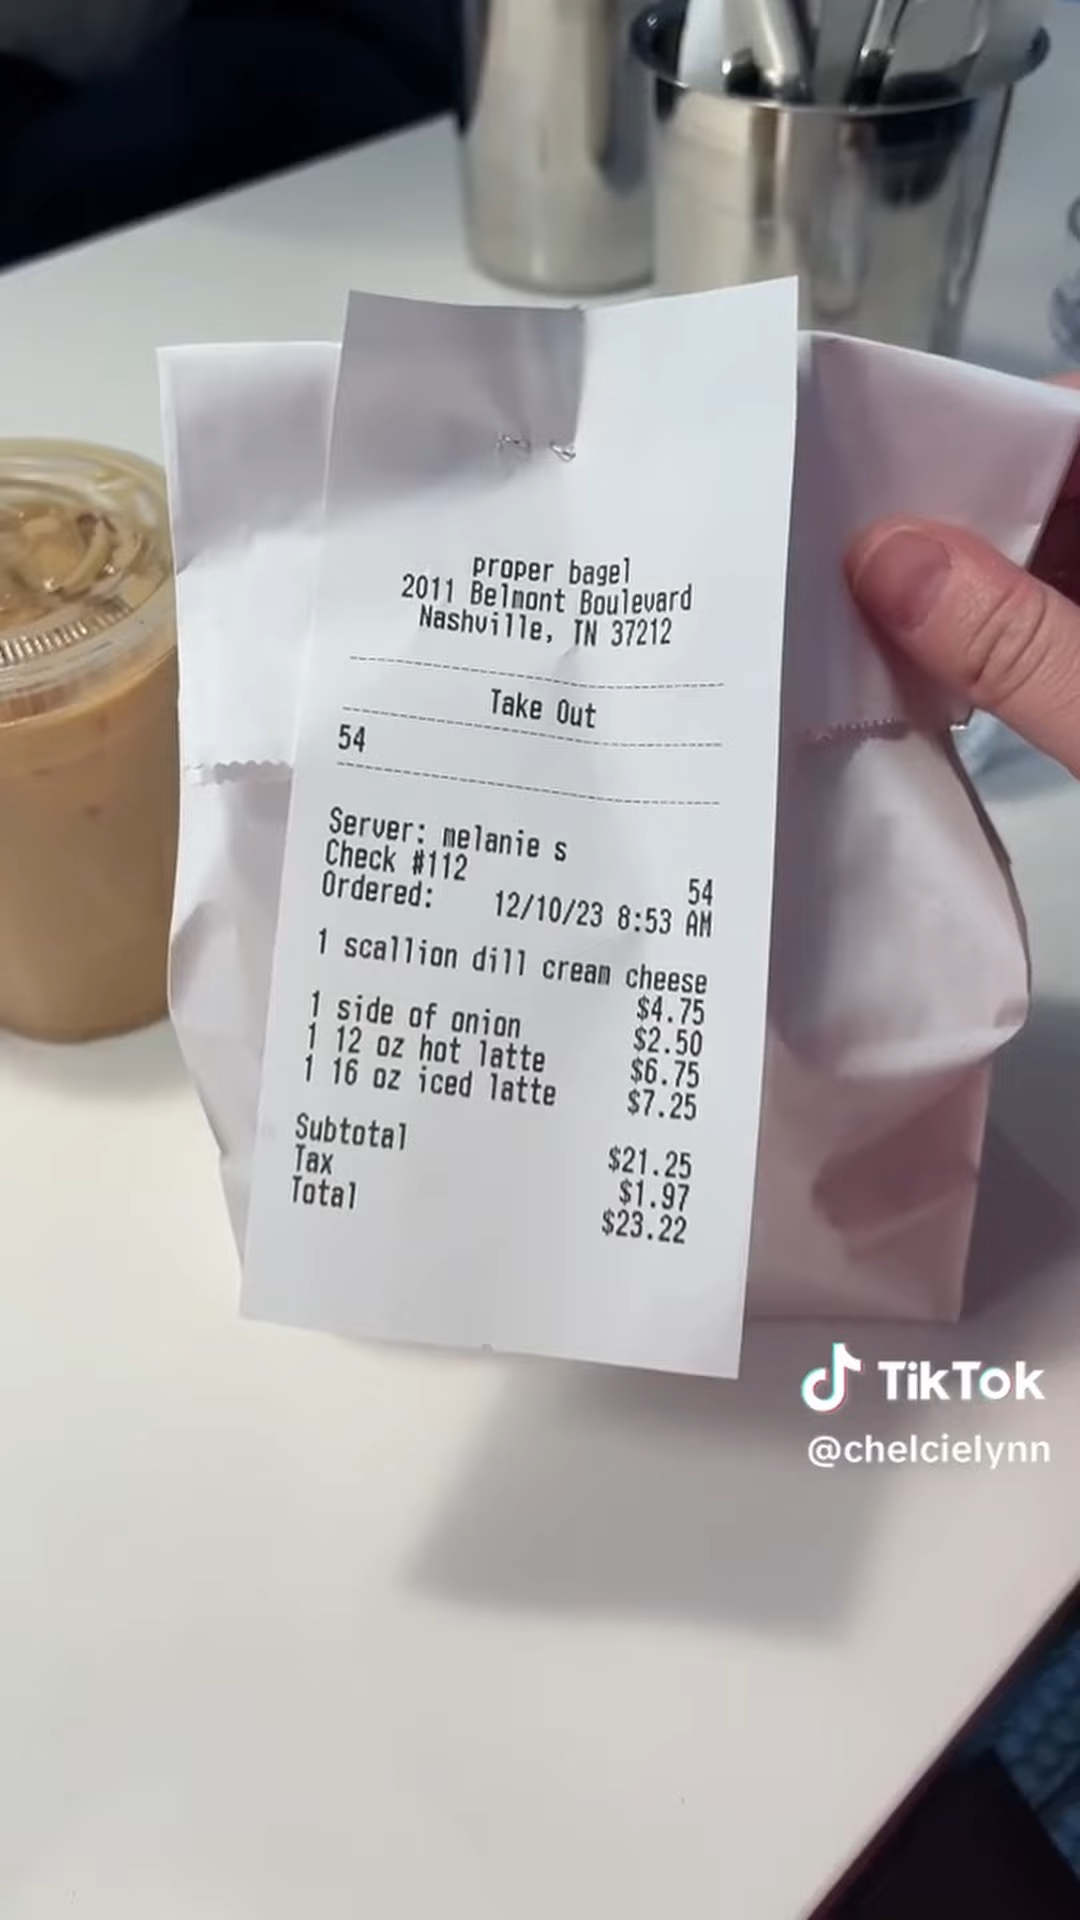 proper bagel
2011 Belmont Boulevard
Nashville, TN 37212
Take Out
54
Server: melanie s
Check #112 54
Ordered: 12/10/23 8:53 AM
1 scallion dill cream cheese
$4.75
1 side of onion $2.50
1 12 oz hot latte $6.75
1 16 oz iced latte $7.25
Subtotal $21.25
Tax $1.97
Total $23.22
TikTok
@chelcielynn